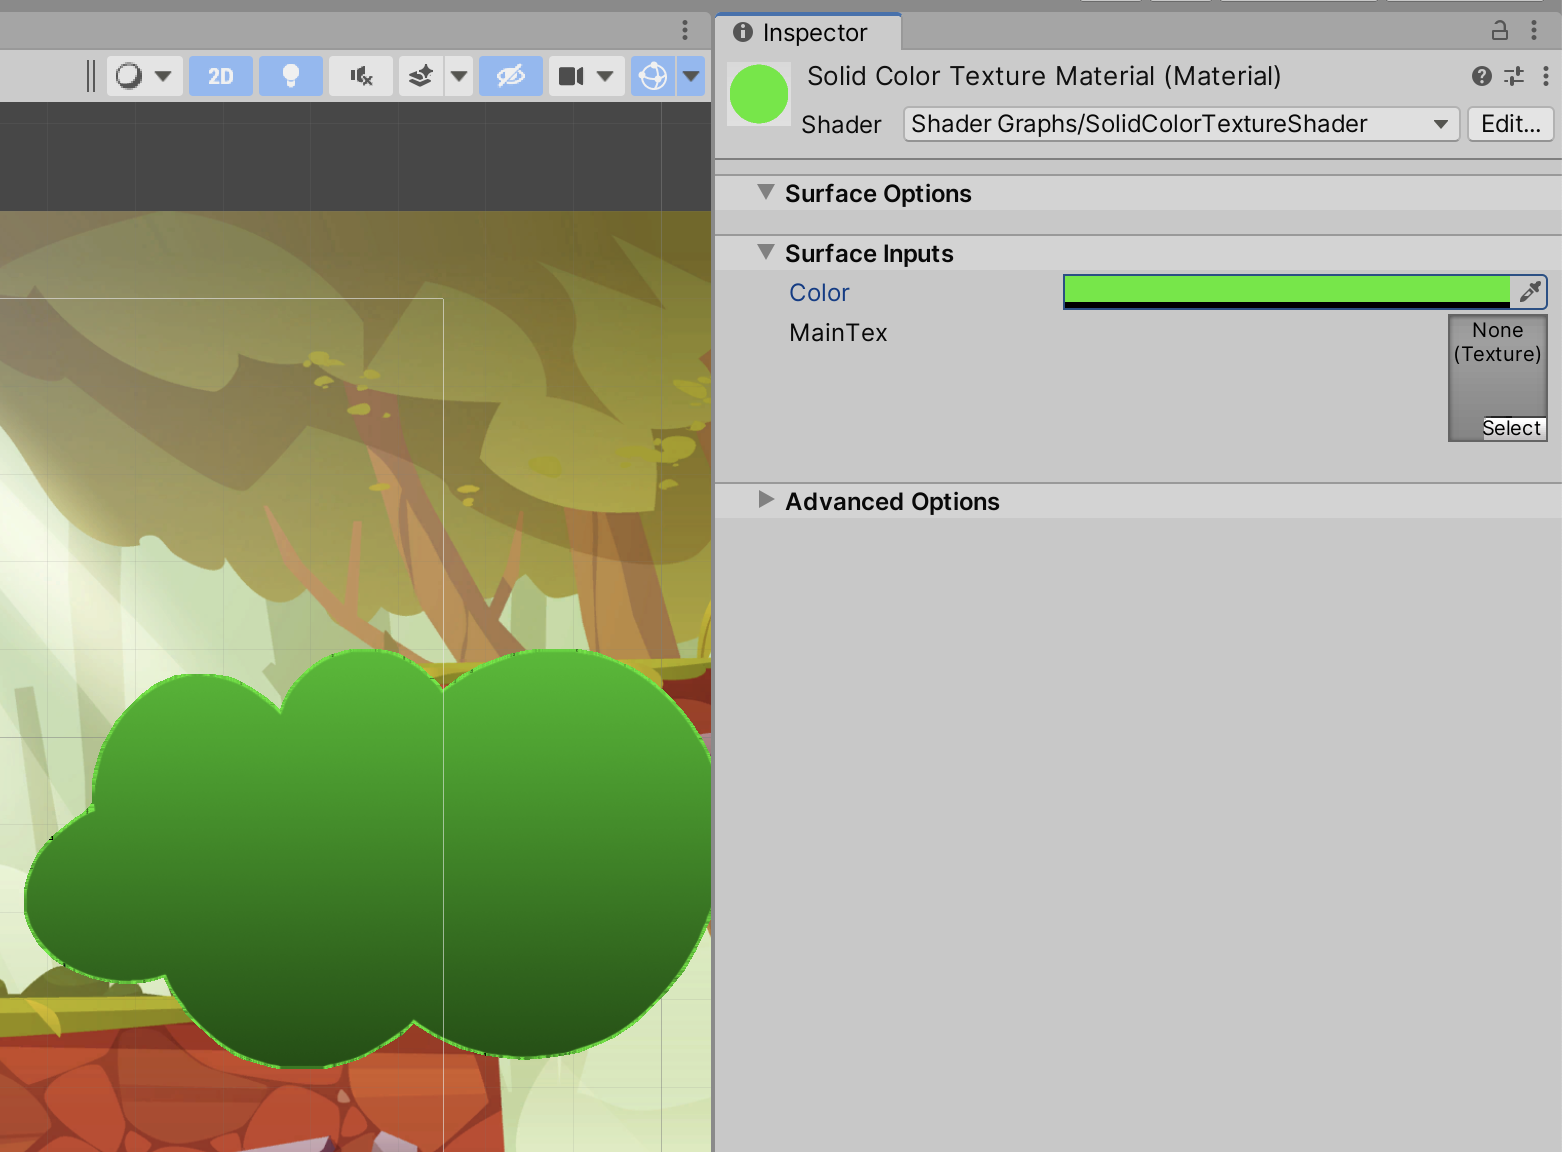 Inspector
2D
Solid Color Texture Material (Material)
Shader
Shader Graphs/SolidColorTextureShader
Edit...
Surface Options
Surface Inputs
Color
MainTex
None
(Texture)
Select
Advanced Options